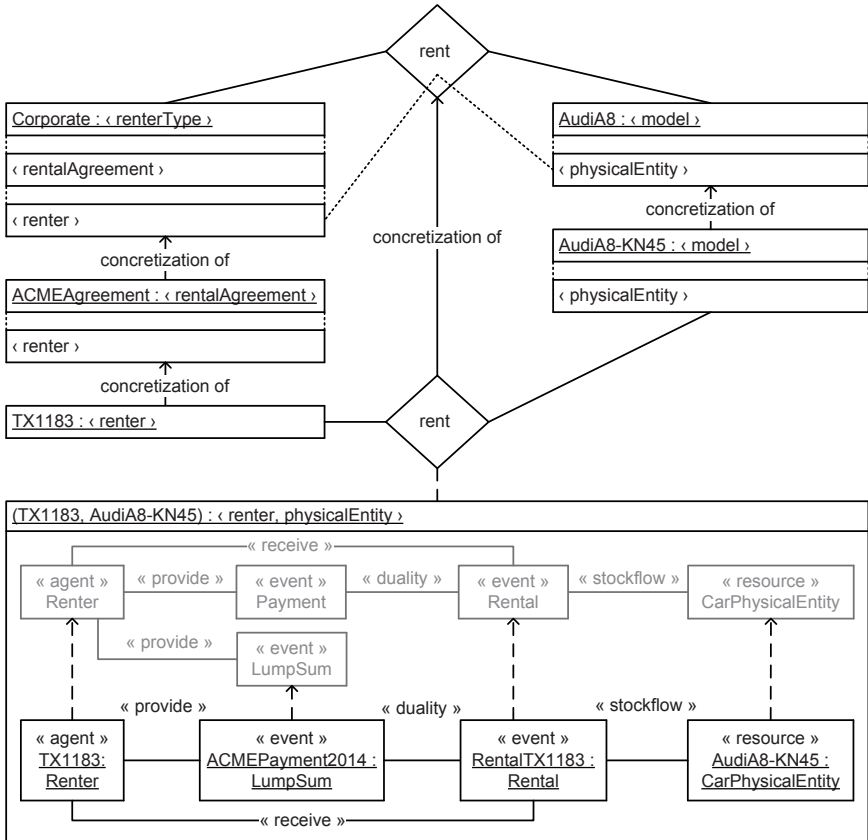 rent
Corporate : ‹ renterType ›
AudiA8 : ‹ model ›
‹ rentalAgreement ›
‹ physicalEntity ›
‹ renter ›
concretization of
concretization of
concretization of
AudiA8-KN45 : ‹ model ›
ACMEAgreement : ‹ rentalAgreement ›
‹ physicalEntity ›
‹ renter ›
concretization of
TX1183 : ‹ renter ›
rent
(TX1183, AudiA8-KN45) : ‹ renter, physicalEntity ›
« receive »
« agent »
Renter
« provide »
« event »
Payment
« duality »
« event »
Rental
« stockflow »
« resource »
CarPhysicalEntity
« provide »
« event »
LumpSum
« provide »
« duality »
« stockflow »
« agent »
TX1183:
Renter
« event »
ACMEPayment2014 :
LumpSum
« event »
RentalTX1183 :
Rental
« resource »
AudiA8-KN45 :
CarPhysicalEntity
« receive »